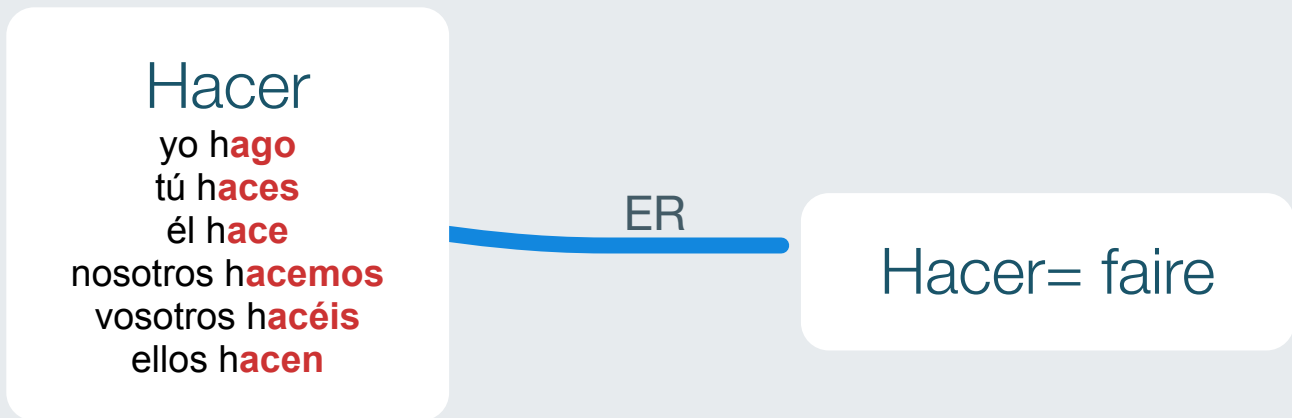 Hacer
yo hago
tú haces
él hace
nosotros hacemos
vosotros hacéis
ellos hacen
ER
Hacer= faire